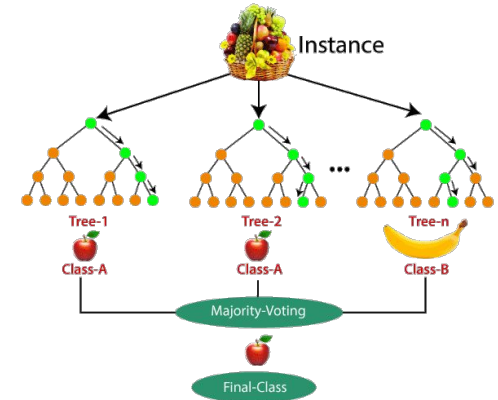 Instance
...
Tree-1
Tree-2
Tree-n
Class-A
Class-A
Class-B
Majority-Voting
Final-Class